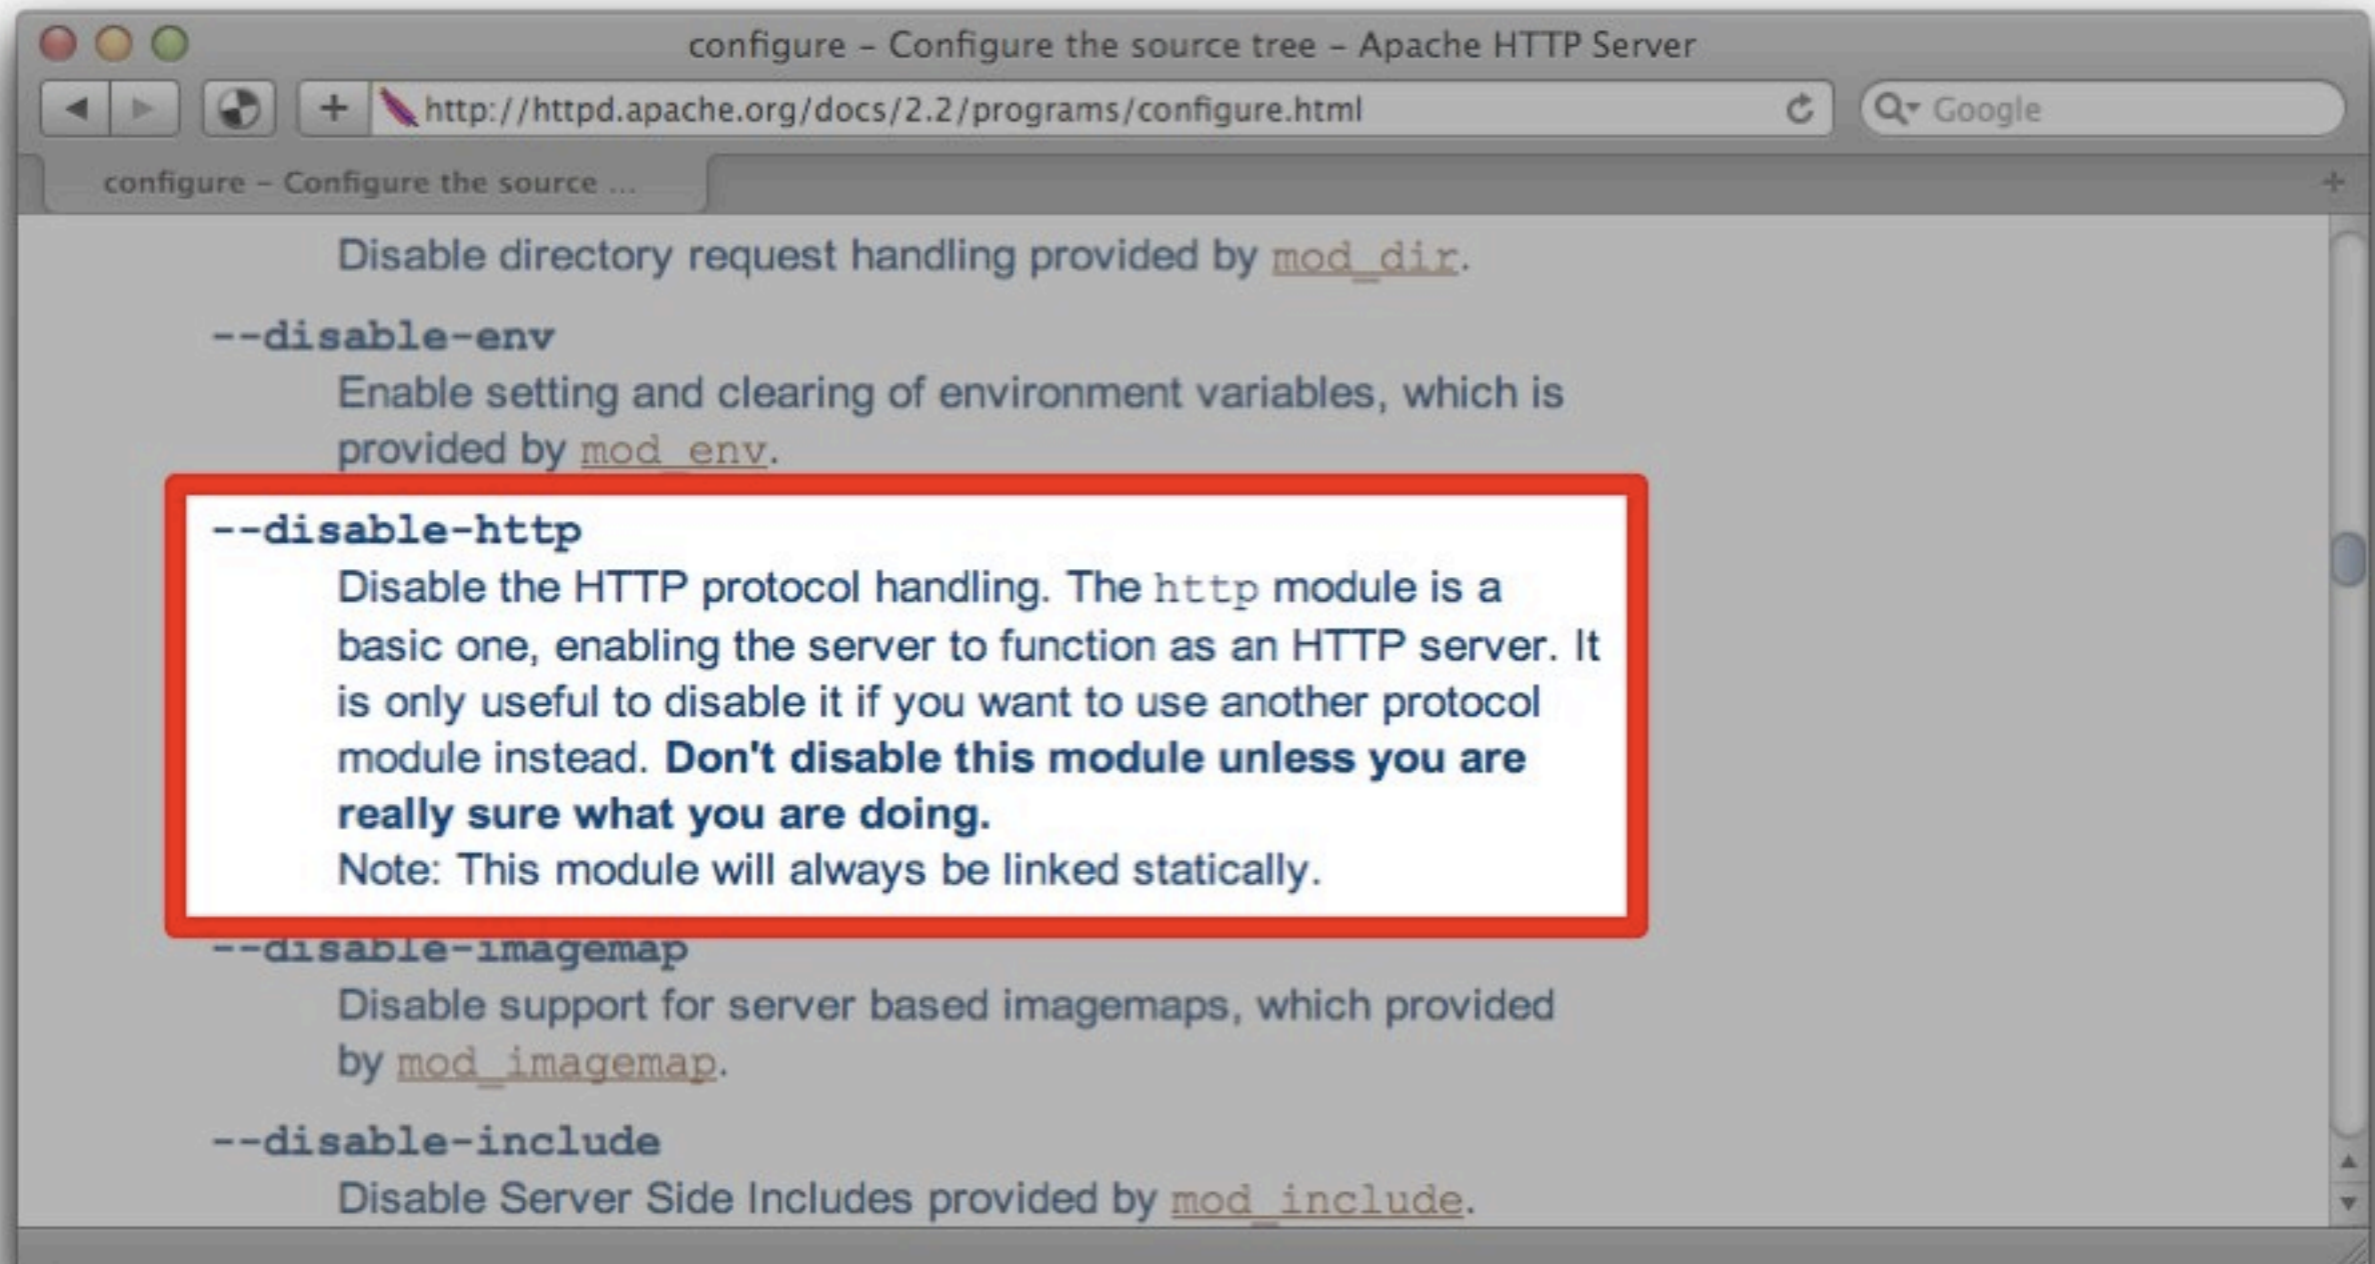 configure – Configure the source tree – Apache HTTP Server
http://httpd.apache.org/docs/2.2/programs/configure.html
Google
configure – Configure the source ...
Disable directory request handling provided by mod_dir.
--disable-env
Enable setting and clearing of environment variables, which is
provided by mod_env.
--disable-http
Disable the HTTP protocol handling. The http module is a
basic one, enabling the server to function as an HTTP server. It
is only useful to disable it if you want to use another protocol
module instead. Don't disable this module unless you are
really sure what you are doing.
Note: This module will always be linked statically.
--disable-imagemap
Disable support for server based imagemaps, which provided
by mod_imagemap.
--disable-include
Disable Server Side Includes provided by mod_include.